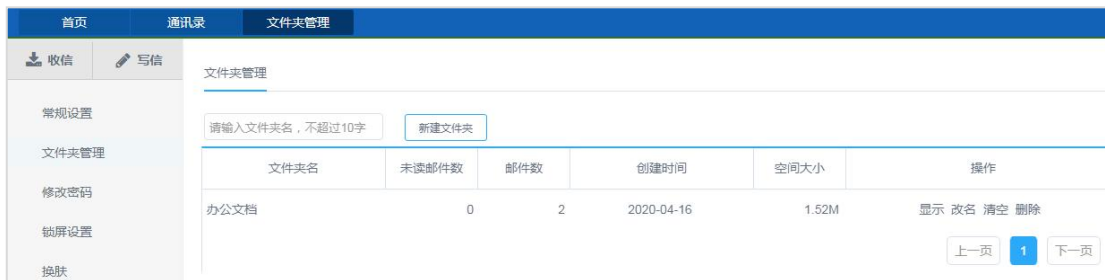 首页 通讯录 文件夹管理
收信 写信
文件夹管理
常规设置
请输入文件夹名，不超过10字 新建文件夹
文件夹管理
文件夹名 未读邮件数 邮件数 创建时间 空间大小 操作
修改密码
办公文档 0 2 2020-04-16 1.52M 显示 改名 清空 删除
锁屏设置
上一页 1 下一页
换肤